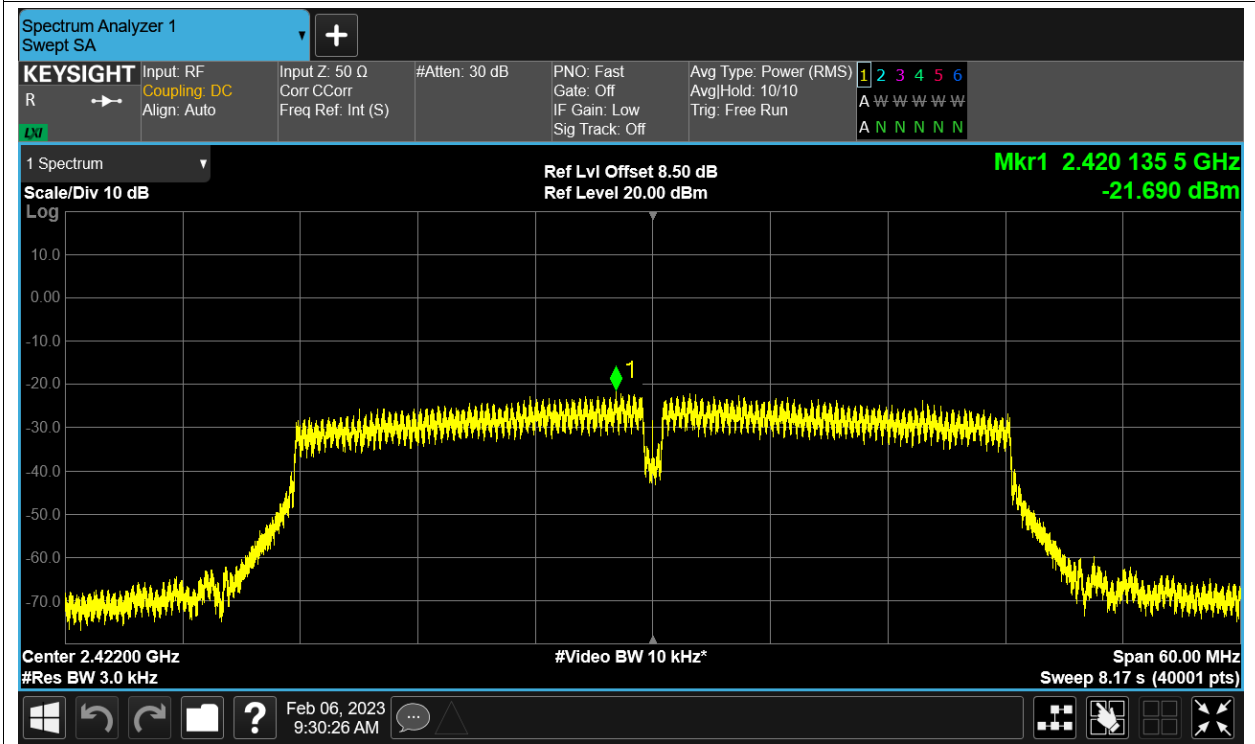 Spectrum Analyzer 1
Swept SA
+
KEYSIGHT
R
LXI
Input: RF
Coupling: DC
Align: Auto
Input Z: 50 Ω
Corr CCorr
Freq Ref: Int (S)
#Atten: 30 dB
PNO: Fast
Gate: Off
IF Gain: Low
Sig Track: Off
Avg Type: Power (RMS)
Avg|Hold: 10/10
Trig: Free Run
1 2 3 4 5 6
A W W W W W
A N N N N N
1 Spectrum
Scale/Div 10 dB
Log
Ref Lvl Offset 8.50 dB
Ref Level 20.00 dBm
Mkr1 2.420 135 5 GHz
-21.690 dBm
10.0
0.00
-10.0
-20.0
-30.0
-40.0
-50.0
-60.0
-70.0
1
Center 2.42200 GHz
#Res BW 3.0 kHz
#Video BW 10 kHz*
Span 60.00 MHz
Sweep 8.17 s (40001 pts)
?
Feb 06, 2023
9:30:26 AM